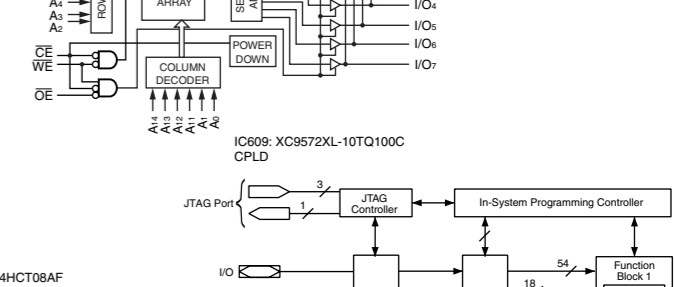 A4
A3
A2
ROW
ARRAY
I/O4
I/O5
I/O6
I/O7
CE
WE
OE
POWER
DOWN
COLUMN
DECODER
A14
A13
A12
A11
A1
A0
IC609: XC9572XL-10TQ100C
CPLD
JTAG Port
3
1
JTAG
Controller
In-System Programming Controller
I/O
54
18
Function
Block 1
4HCT08AF